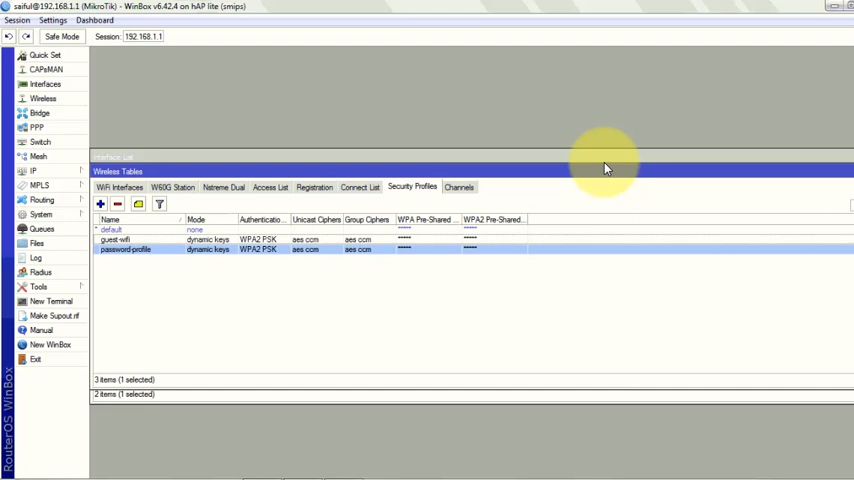 saiful@192.168.1.1 (MikroTik) - WinBox v6.42.4 on hAP lite (smips)
Session Settings Dashboard
Safe Mode Session: 192.168.1.1
Quick Set
CAPsMAN
Interfaces
Wireless
Bridge
PPP
Switch
Mesh
IP
MPLS
Routing
System
Queues
Files
Log
Radius
Tools
New Terminal
Make Supout.rif
Manual
New WinBox
Exit
RouterOS WinBox
Interface List
Wireless Tables
WiFi Interfaces W60G Station Nstreme Dual Access List Registration Connect List Security Profiles Channels
Name Mode Authenticatio... Unicast Ciphers Group Ciphers WPA Pre-Shared ... WPA2 Pre-Shared...
* default none ***** *****
guest-wifi dynamic keys WPA2 PSK aes ccm aes ccm ***** *****
password-profile dynamic keys WPA2 PSK aes ccm aes ccm ***** *****
3 items (1 selected)
2 items (1 selected)